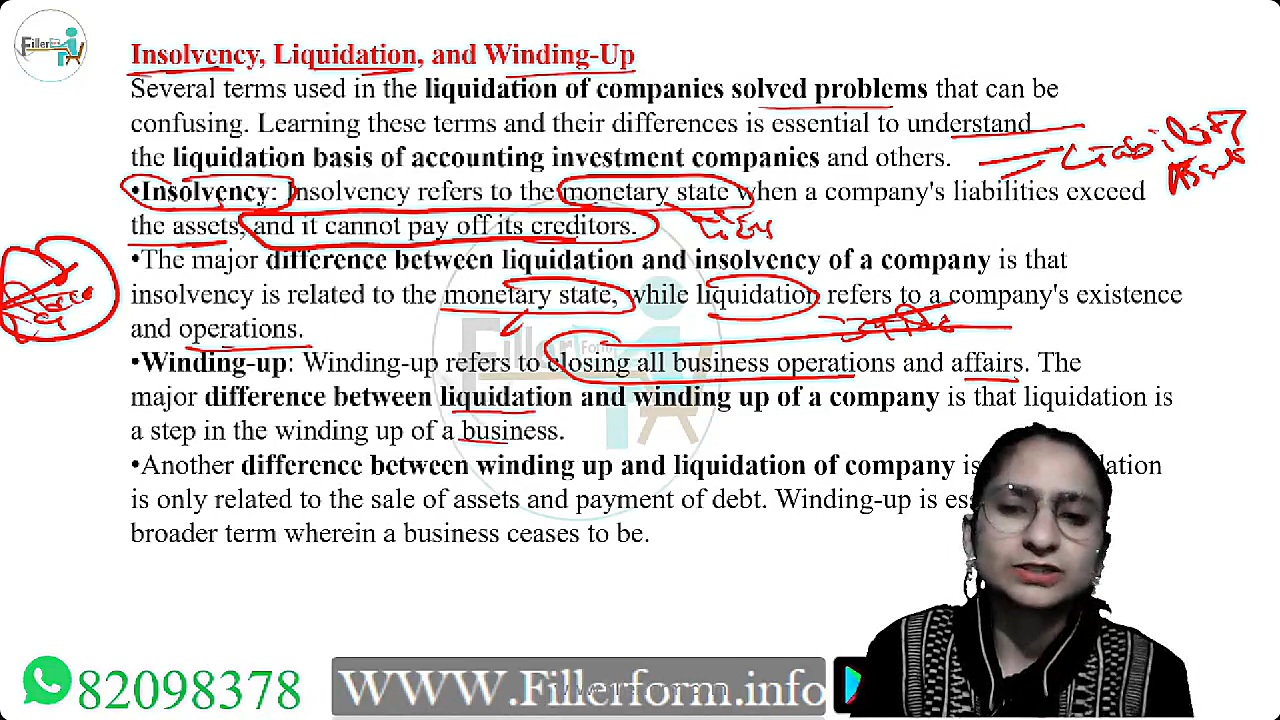 Filler Form
Insolvency, Liquidation, and Winding-Up
Several terms used in the liquidation of companies solved problems that can be
confusing. Learning these terms and their differences is essential to understand
the liquidation basis of accounting investment companies and others.
Liability
Assets
•Insolvency: Insolvency refers to the monetary state when a company's liabilities exceed
the assets, and it cannot pay off its creditors.
•The major difference between liquidation and insolvency of a company is that
insolvency is related to the monetary state, while liquidation refers to a company's existence
and operations.
•Winding-up: Winding-up refers to closing all business operations and affairs. The
major difference between liquidation and winding up of a company is that liquidation is
a step in the winding up of a business.
•Another difference between winding up and liquidation of company
is only related to the sale of assets and payment of debt. Winding-up is
broader term wherein a business ceases to be.
82098378
WWW.Fillerform.info